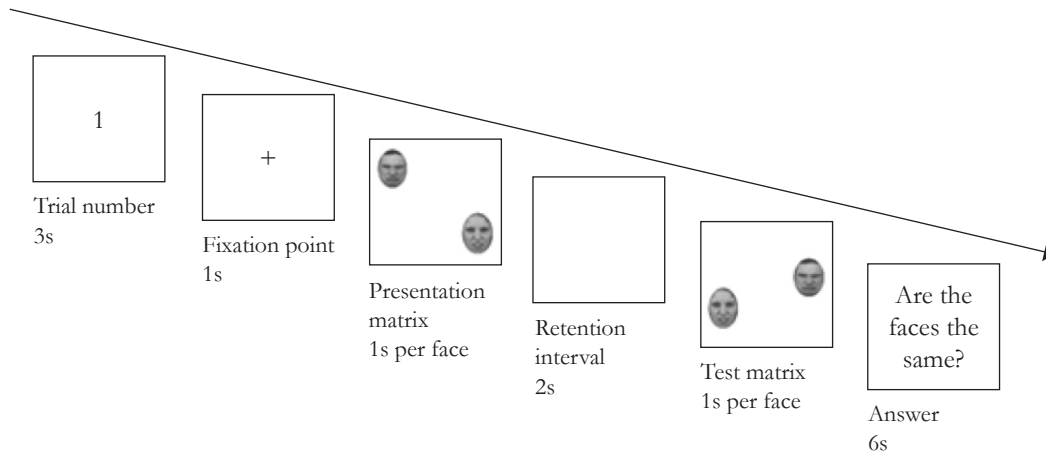 1
Trial number
3s
+
Fixation point
1s
Presentation
matrix
1s per face
Retention
interval
2s
Test matrix
1s per face
Are the
faces the
same?
Answer
6s